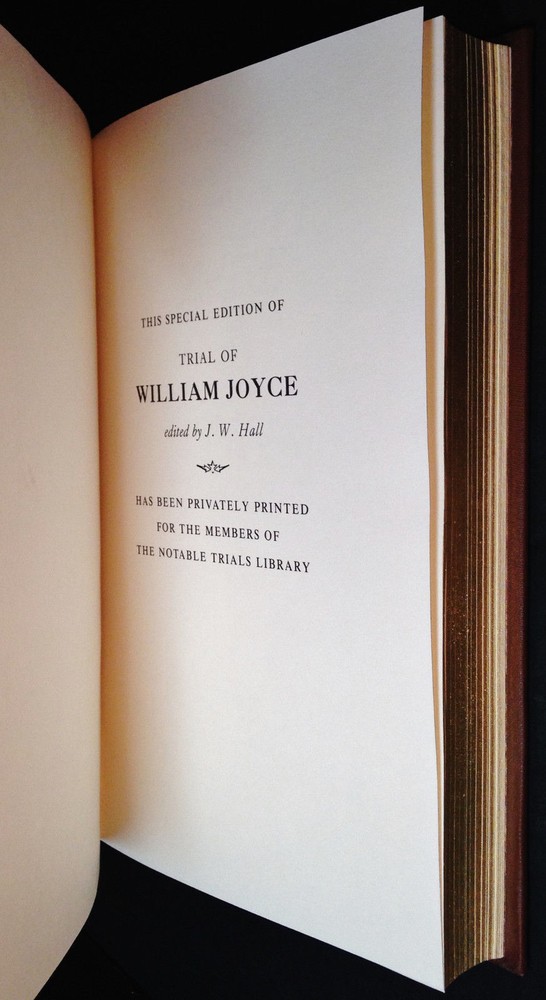 THIS SPECIAL EDITION OF
TRIAL OF
WILLIAM JOYCE
edited by J. W. Hall
HAS BEEN PRIVATELY PRINTED
FOR THE MEMBERS OF
THE NOTABLE TRIALS LIBRARY